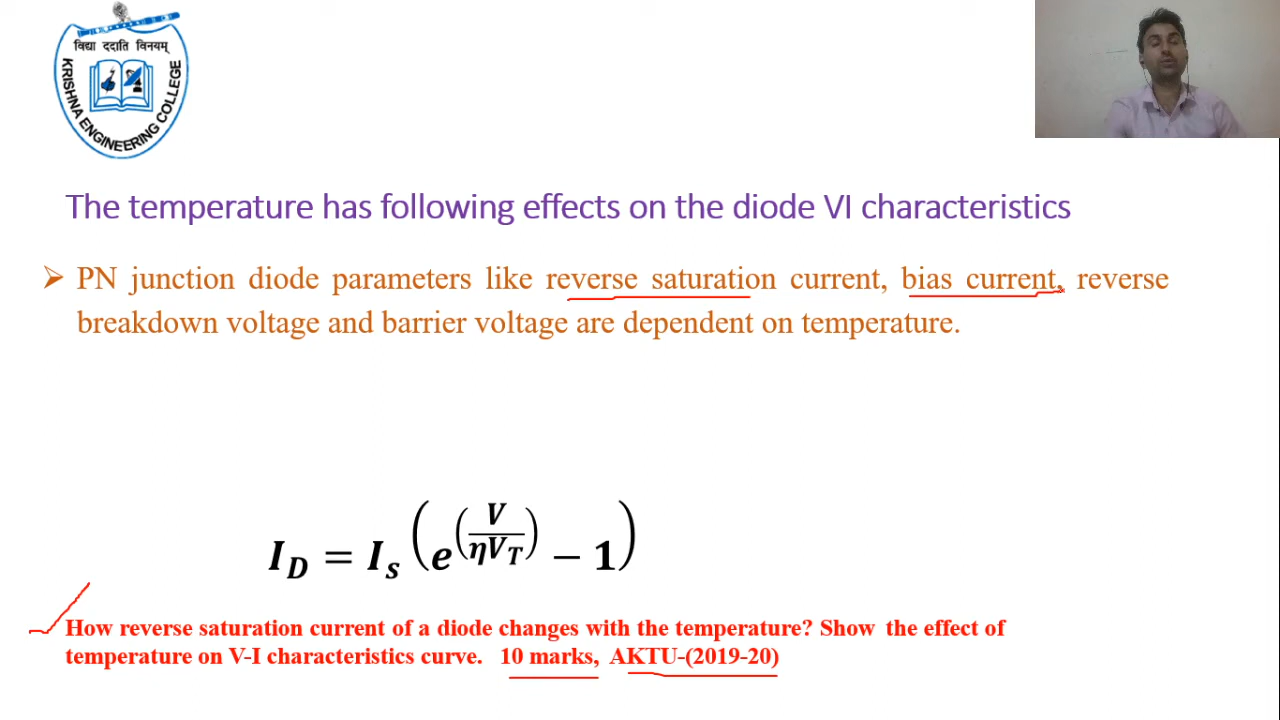 विद्या ददाति विनयम्
KRISHNA ENGINEERING COLLEGE
The temperature has following effects on the diode VI characteristics
➢ PN junction diode parameters like reverse saturation current, bias current, reverse
breakdown voltage and barrier voltage are dependent on temperature.
I_D = I_s (e^(V/ηV_T) − 1)
How reverse saturation current of a diode changes with the temperature? Show the effect of
temperature on V-I characteristics curve. 10 marks, AKTU-(2019-20)